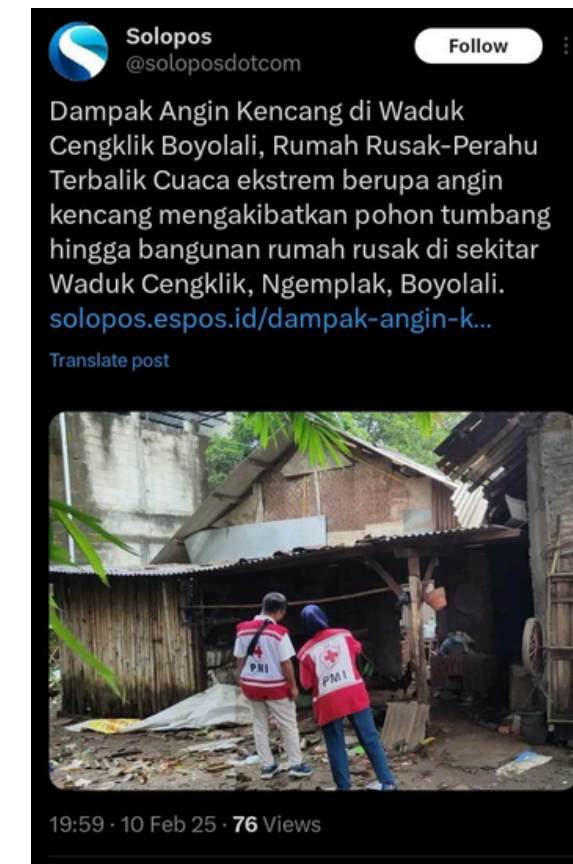 Solopos
@soloposdotcom
Follow
Dampak Angin Kencang di Waduk
Cengklik Boyolali, Rumah Rusak-Perahu
Terbalik Cuaca ekstrem berupa angin
kencang mengakibatkan pohon tumbang
hingga bangunan rumah rusak di sekitar
Waduk Cengklik, Ngemplak, Boyolali.
solopos.espos.id/dampak-angin-k...
Translate post
PMI
PMI
19:59 · 10 Feb 25 · 76 Views